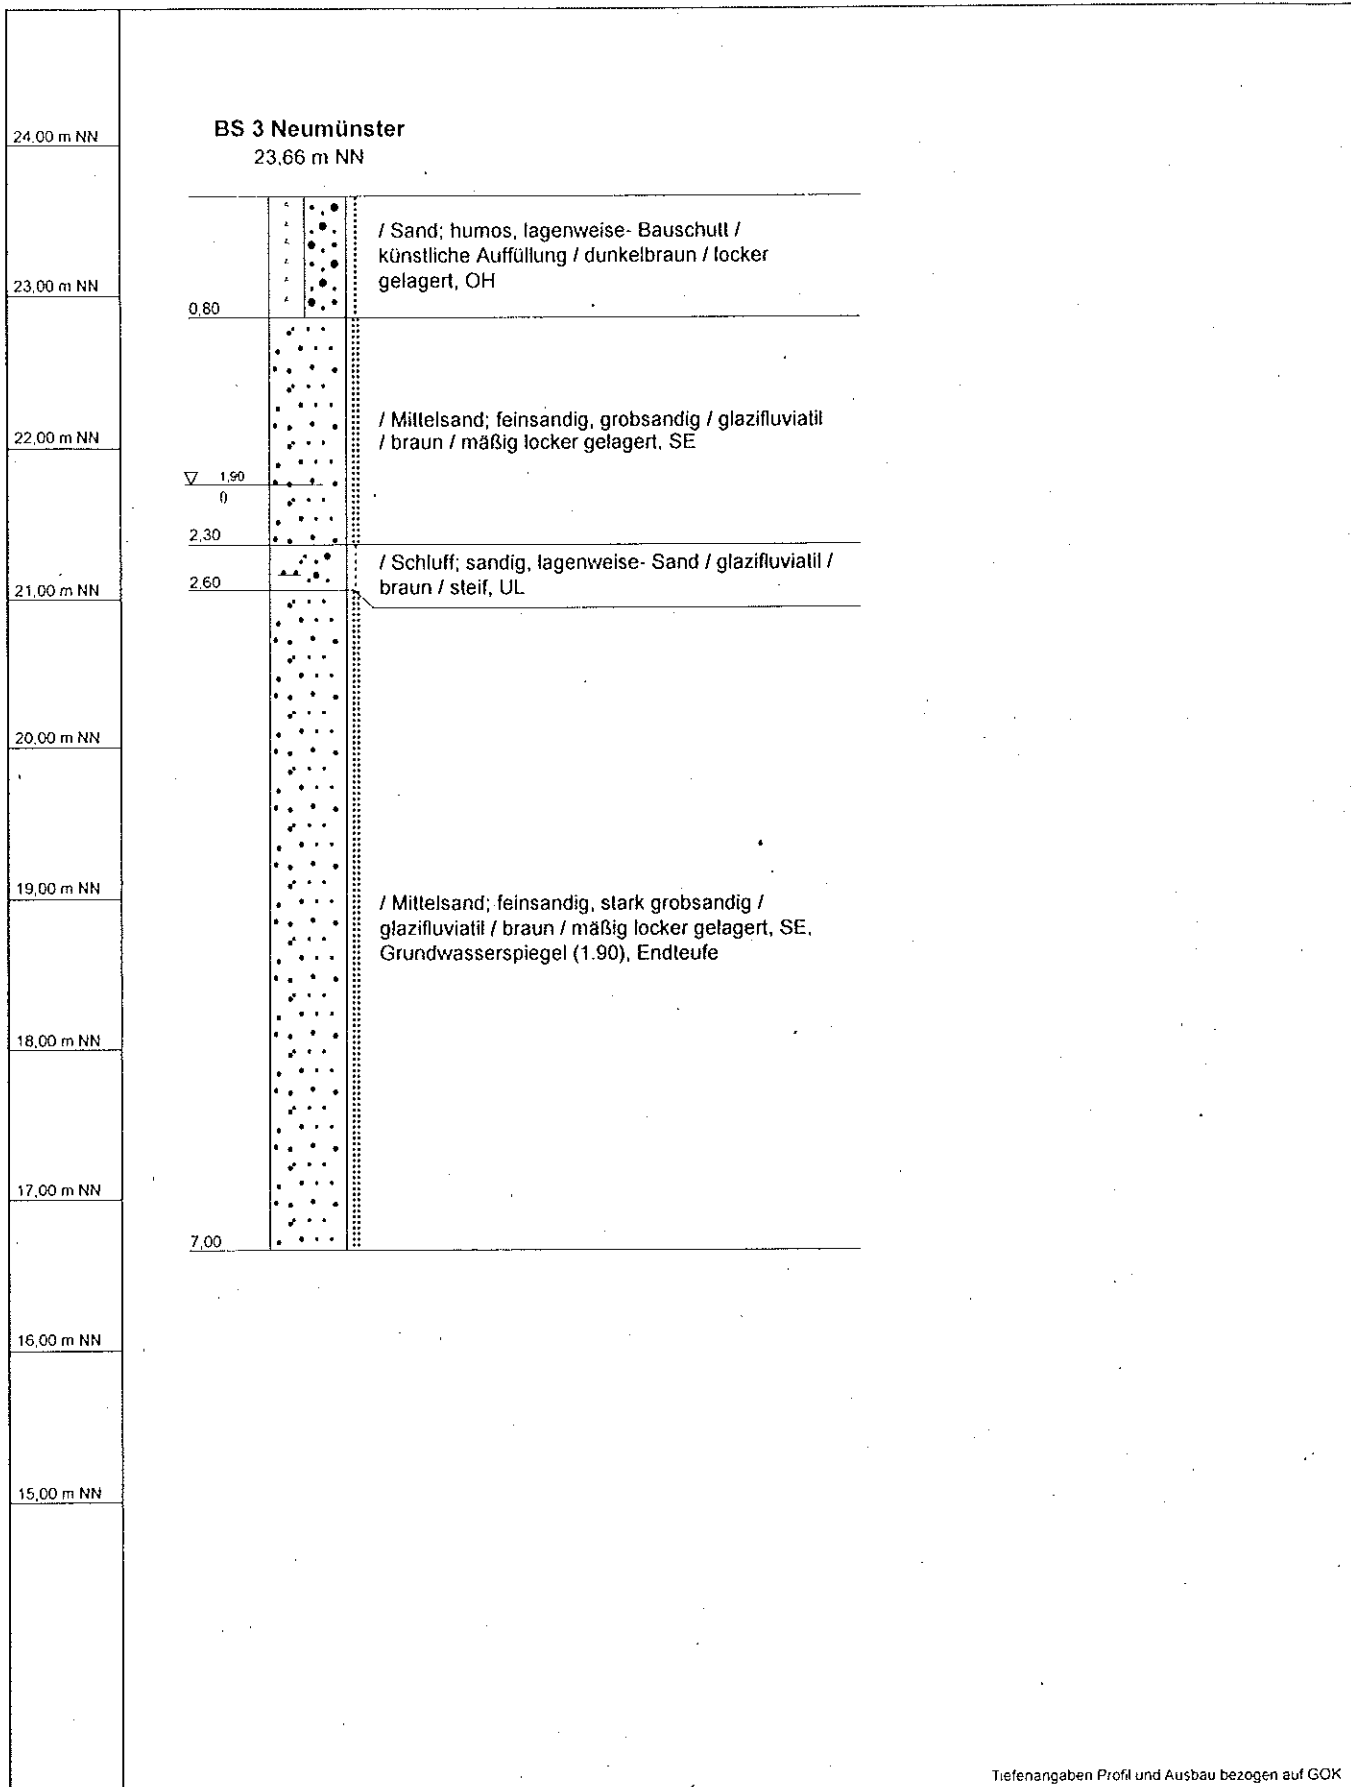 BS 3 Neumünster
23,66 m NN
24,00 m NN
23,00 m NN
22,00 m NN
21,00 m NN
20,00 m NN
19,00 m NN
18,00 m NN
17,00 m NN
16,00 m NN
15,00 m NN
/ Sand; humos, lagenweise- Bauschutt /
künstliche Auffüllung / dunkelbraun / locker
gelagert, OH
0,80
/ Mittelsand; feinsandig, grobsandig / glazifluviatil
/ braun / mäßig locker gelagert, SE
1,90
0
2,30
/ Schluff; sandig, lagenweise- Sand / glazifluviatil /
braun / steif, UL
2,60
/ Mittelsand; feinsandig, stark grobsandig /
glazifluviatil / braun / mäßig locker gelagert, SE,
Grundwasserspiegel (1.90), Endteufe
7,00
Tiefenangaben Profil und Ausbau bezogen auf GOK